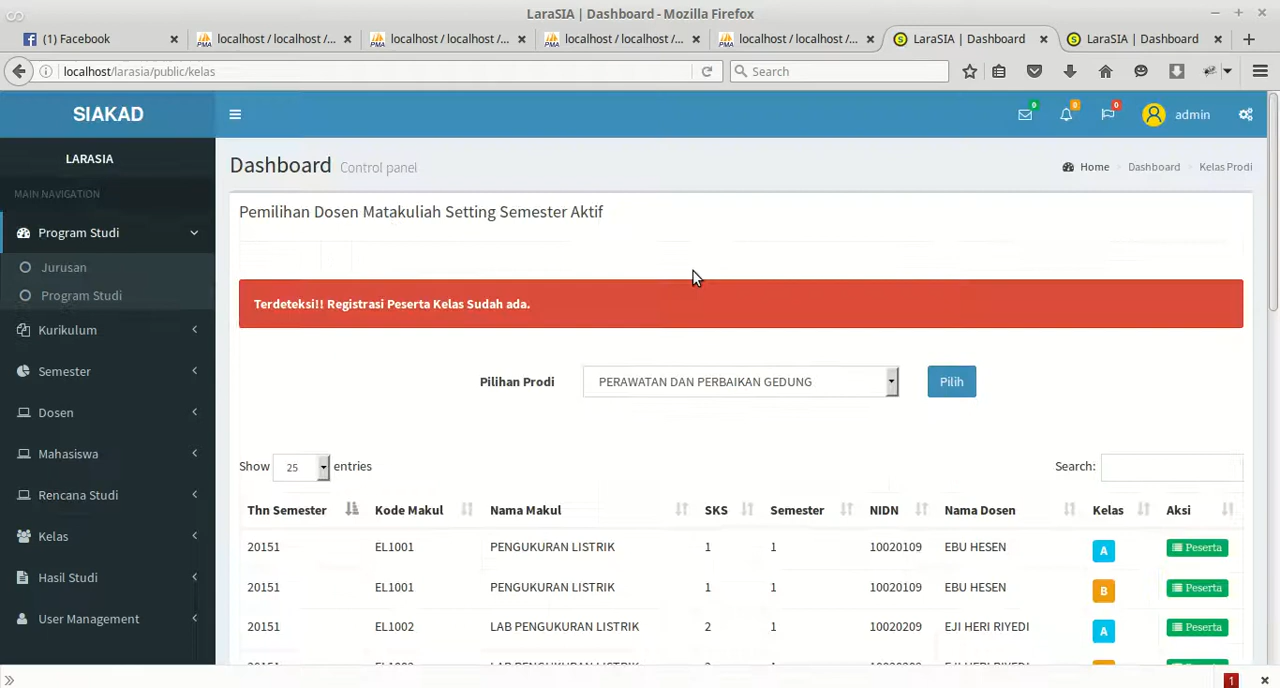 LaraSIA | Dashboard - Mozilla Firefox
(1) Facebook
localhost / localhost /...
localhost / localhost /...
localhost / localhost /...
localhost / localhost /...
LaraSIA | Dashboard
LaraSIA | Dashboard
localhost/larasia/public/kelas
Search
SIAKAD
0
0
0
admin
LARASIA
Dashboard Control panel
Home
Dashboard
Kelas Prodi
MAIN NAVIGATION
Pemilihan Dosen Matakuliah Setting Semester Aktif
Program Studi
Jurusan
Program Studi
Kurikulum
Semester
Dosen
Mahasiswa
Rencana Studi
Kelas
Hasil Studi
User Management
Terdeteksi!! Registrasi Peserta Kelas Sudah ada.
Pilihan Prodi PERAWATAN DAN PERBAIKAN GEDUNG Pilih
Show 25 entries Search:
Thn Semester Kode Makul Nama Makul SKS Semester NIDN Nama Dosen Kelas Aksi
20151 EL1001 PENGUKURAN LISTRIK 1 1 10020109 EBU HESEN A Peserta
20151 EL1001 PENGUKURAN LISTRIK 1 1 10020109 EBU HESEN B Peserta
20151 EL1002 LAB PENGUKURAN LISTRIK 2 1 10020209 EJI HERI RIYEDI A Peserta
1